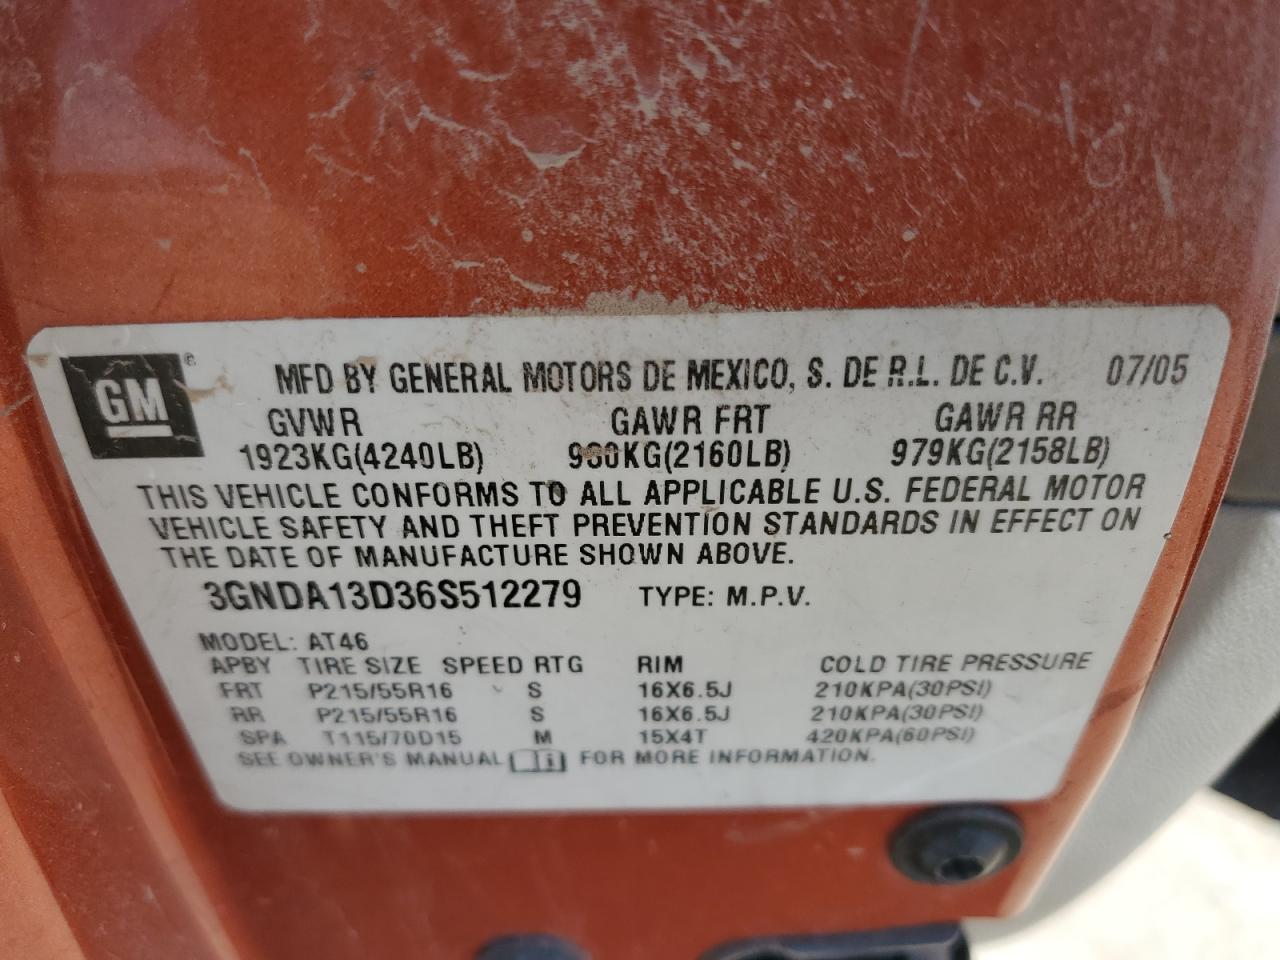 GM®
MFD BY GENERAL MOTORS DE MEXICO, S. DE R.L. DE C.V. 07/05
GVWR GAWR FRT GAWR RR
1923KG(4240LB) 980KG(2160LB) 979KG(2158LB)
THIS VEHICLE CONFORMS TO ALL APPLICABLE U.S. FEDERAL MOTOR
VEHICLE SAFETY AND THEFT PREVENTION STANDARDS IN EFFECT ON
THE DATE OF MANUFACTURE SHOWN ABOVE.
3GNDA13D36S512279 TYPE: M.P.V.
MODEL: AT46
APBY TIRE SIZE SPEED RTG RIM COLD TIRE PRESSURE
FRT P215/55R16 S 16X6.5J 210KPA(30PSI)
RR P215/55R16 S 16X6.5J 210KPA(30PSI)
SPA T115/70D15 M 15X4T 420KPA(60PSI)
SEE OWNER'S MANUAL i FOR MORE INFORMATION.